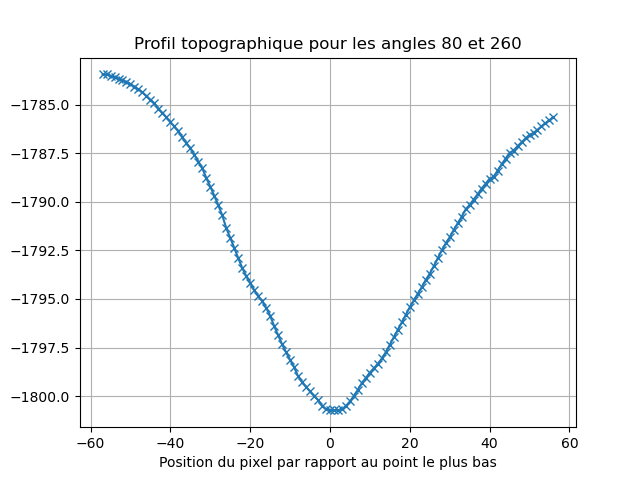 Profil topographique pour les angles 80 et 260
−1785.0
−1787.5
−1790.0
−1792.5
−1795.0
−1797.5
−1800.0
−60 −40 −20 0 20 40 60
Position du pixel par rapport au point le plus bas